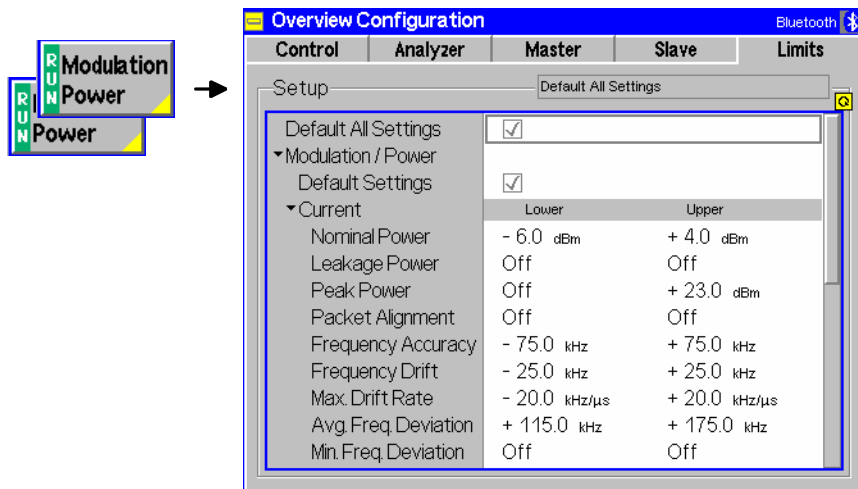 Overview Configuration Bluetooth
Control Analyzer Master Slave Limits
RUN Modulation Power
RUN Power
Setup Default All Settings
Default All Settings
Modulation / Power
Default Settings
Current Lower Upper
Nominal Power - 6.0 dBm + 4.0 dBm
Leakage Power Off Off
Peak Power Off + 23.0 dBm
Packet Alignment Off Off
Frequency Accuracy - 75.0 kHz + 75.0 kHz
Frequency Drift - 25.0 kHz + 25.0 kHz
Max. Drift Rate - 20.0 kHz/µs + 20.0 kHz/µs
Avg. Freq. Deviation + 115.0 kHz + 175.0 kHz
Min. Freq. Deviation Off Off